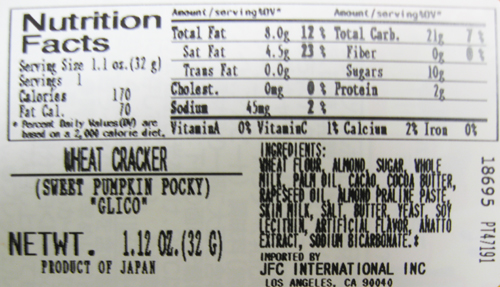 Nutrition
Facts
Serving Size 1.1 oz.(32 g)
Servings 1
Calories 170
Fat Cal. 70
* Percent Daily Values(DV) are
based on a 2,000 calorie diet.
Amount/serving %DV* Amount/serving %DV*
Total Fat 8.0g 12 % Total Carb. 21g 7 %
Sat Fat 4.5g 23 % Fiber 0g 0 %
Trans Fat 0.0g Sugars 10g
Cholest. 0mg 0 % Protein 2g
Sodium 45mg 2 %
VitaminA 0% VitaminC 1% Calcium 2% Iron 0%
WHEAT CRACKER
(SWEET PUMPKIN POCKY)
"GLICO"
NETWT. 1.12 OZ.(32 G)
PRODUCT OF JAPAN
INGREDIENTS:
WHEAT FLOUR, ALMOND, SUGAR, WHOLE
MILK, PALM OIL, CACAO, COCOA BUTTER,
RAPESEED OIL, ALMOND PRALINE PASTE,
SKIM MILK, SALT, BUTTER, YEAST, SOY
LECITHIN, ARTIFICIAL FLAVOR, ANATTO
EXTRACT, SODIUM BICARBONATE.
IMPORTED BY
JFC INTERNATIONAL INC
LOS ANGELES, CA 90040
18695 PT4/191